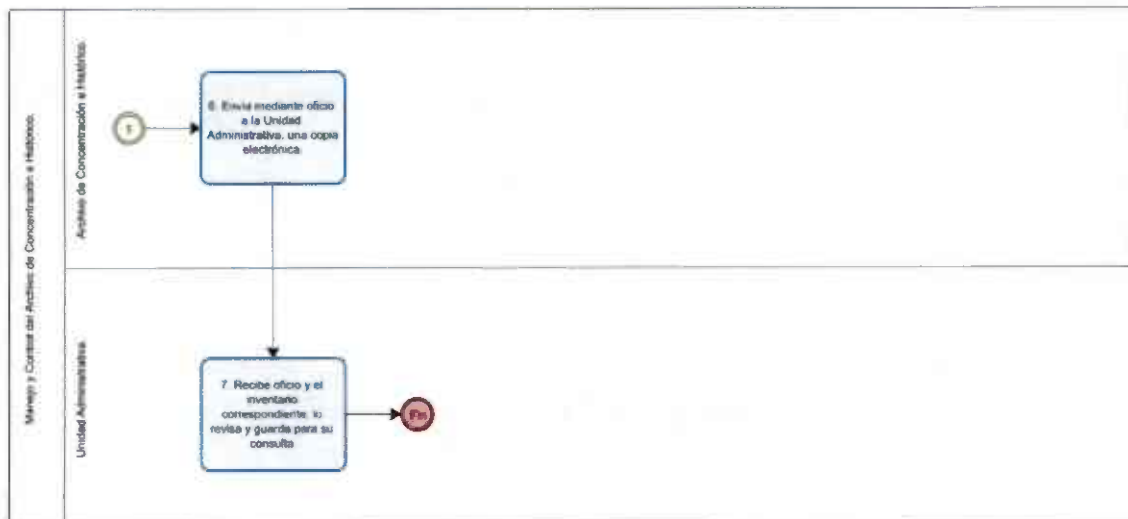 Manejo y Control del Archivo de Concentración e Histórico.
Archivo de Concentración e Histórico.
6. Envía mediante oficio
a la Unidad
Administrativa, una copia
electrónica
Unidad Administrativa
7. Recibe oficio y el
inventario
correspondiente, lo
revisa y guarda para su
consulta
Fin